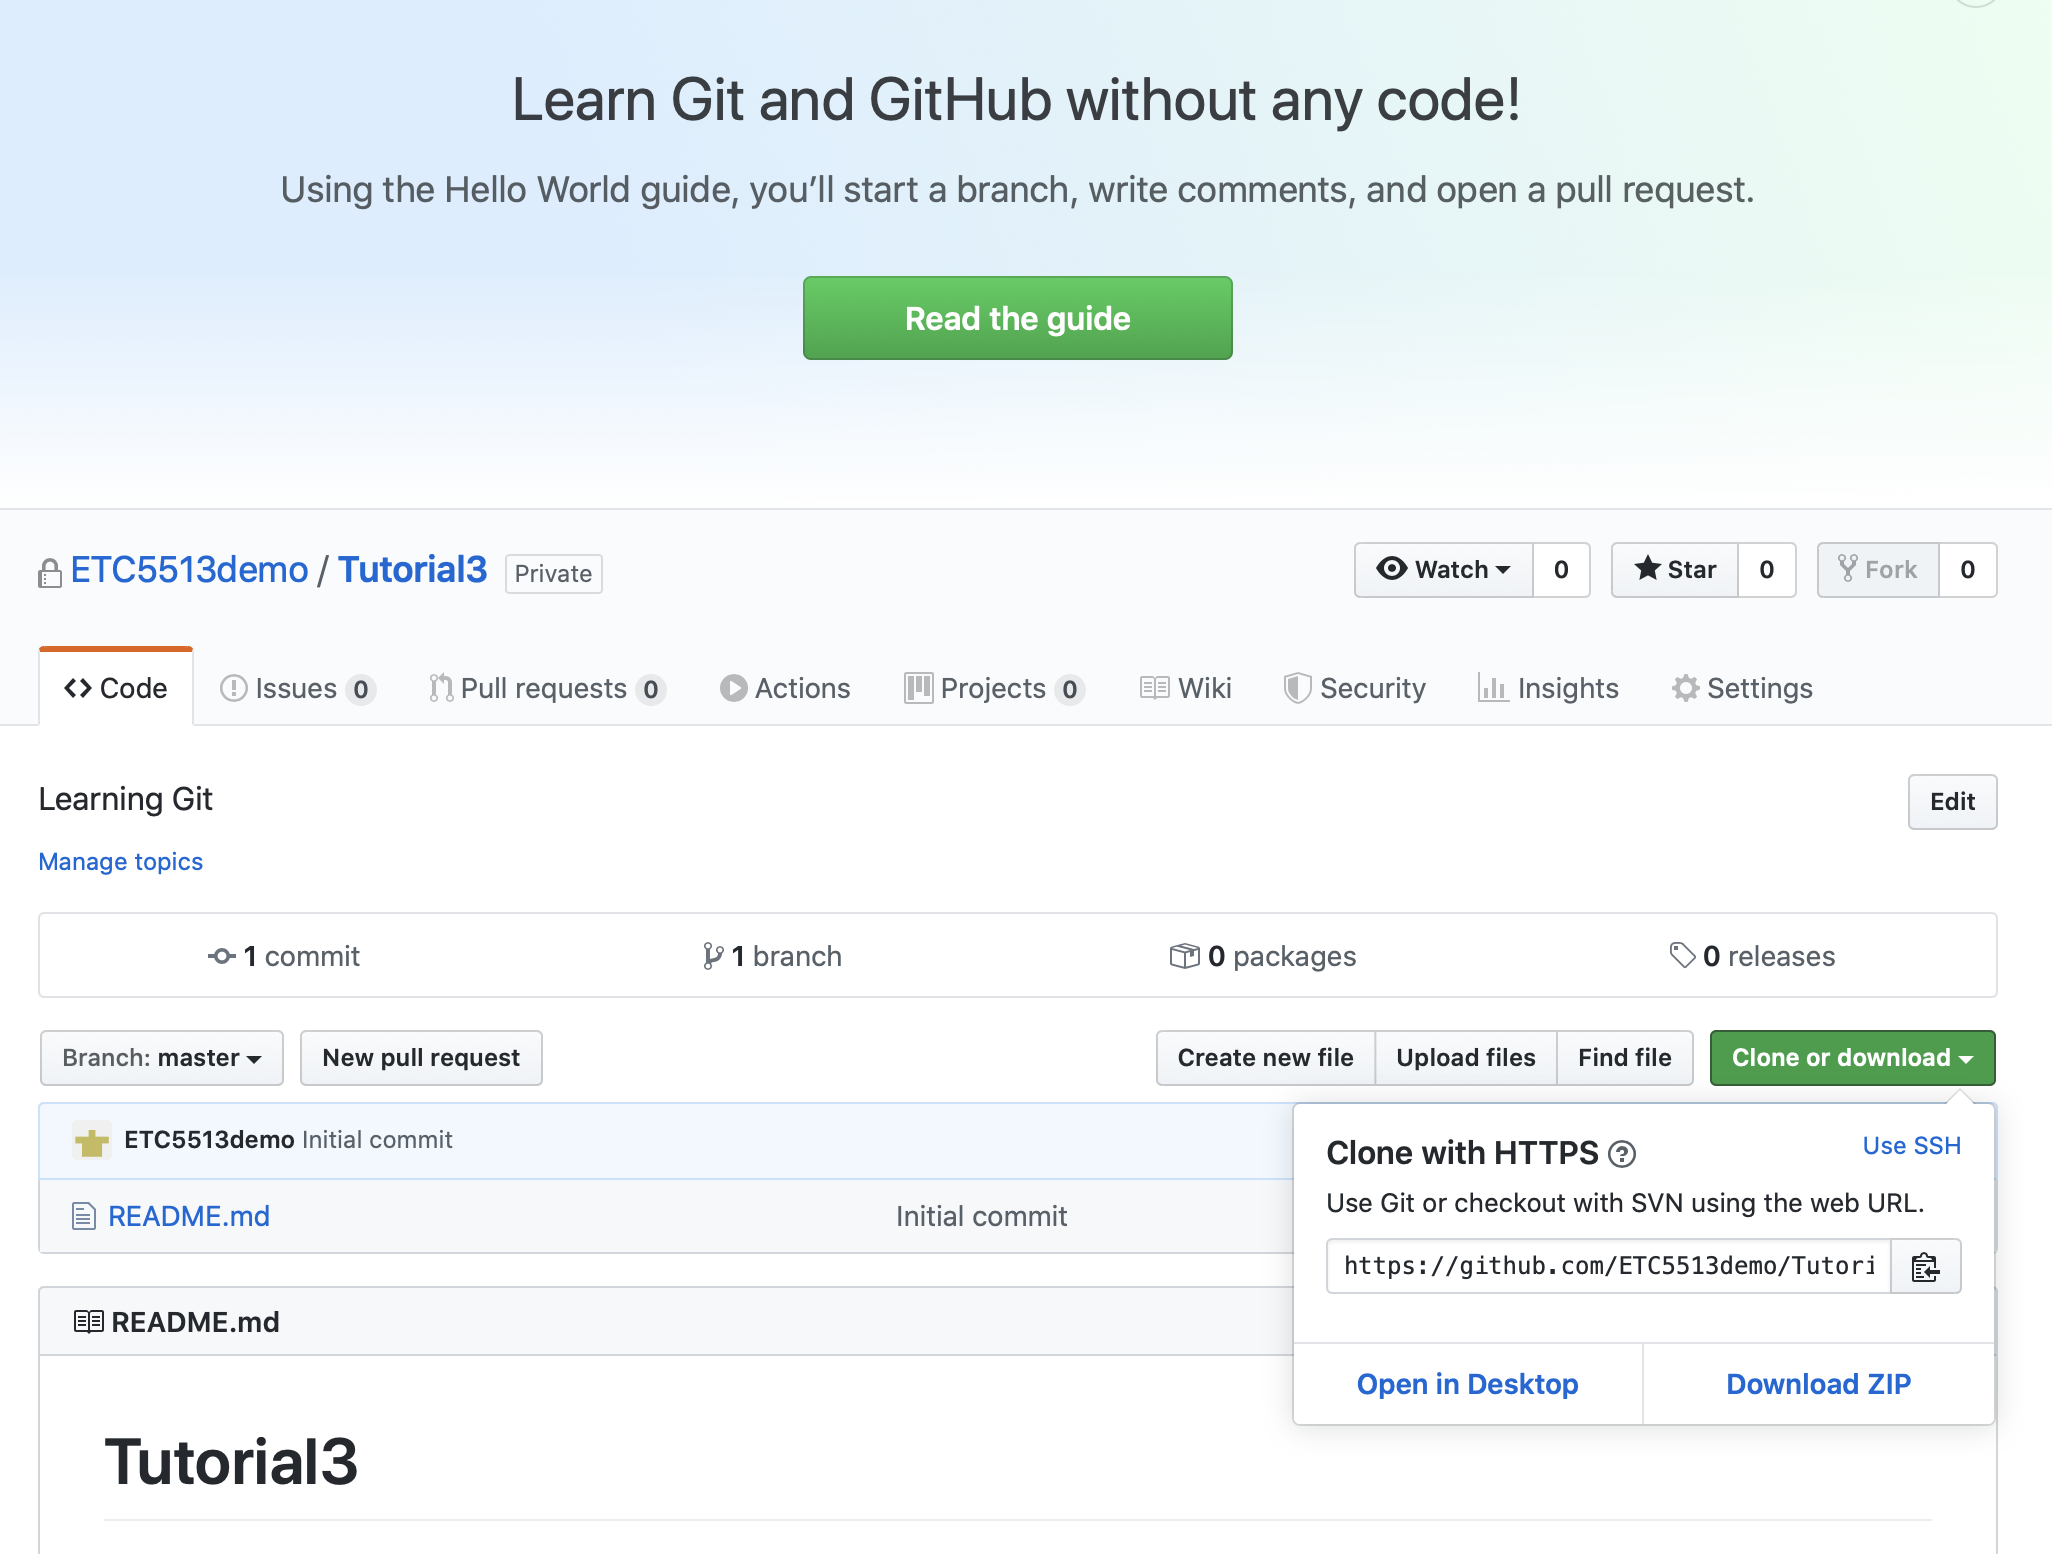 Learn Git and GitHub without any code!
Using the Hello World guide, you’ll start a branch, write comments, and open a pull request.
Read the guide
ETC5513demo / Tutorial3 Private
Watch 0 Star 0 Fork 0
Code Issues 0 Pull requests 0 Actions Projects 0 Wiki Security Insights Settings
Learning Git Edit
Manage topics
1 commit 1 branch 0 packages 0 releases
Branch: master New pull request Create new file Upload files Find file Clone or download
ETC5513demo Initial commit
README.md Initial commit
Clone with HTTPS ? Use SSH
Use Git or checkout with SVN using the web URL.
https://github.com/ETC5513demo/Tutori
Open in Desktop Download ZIP
README.md
Tutorial3